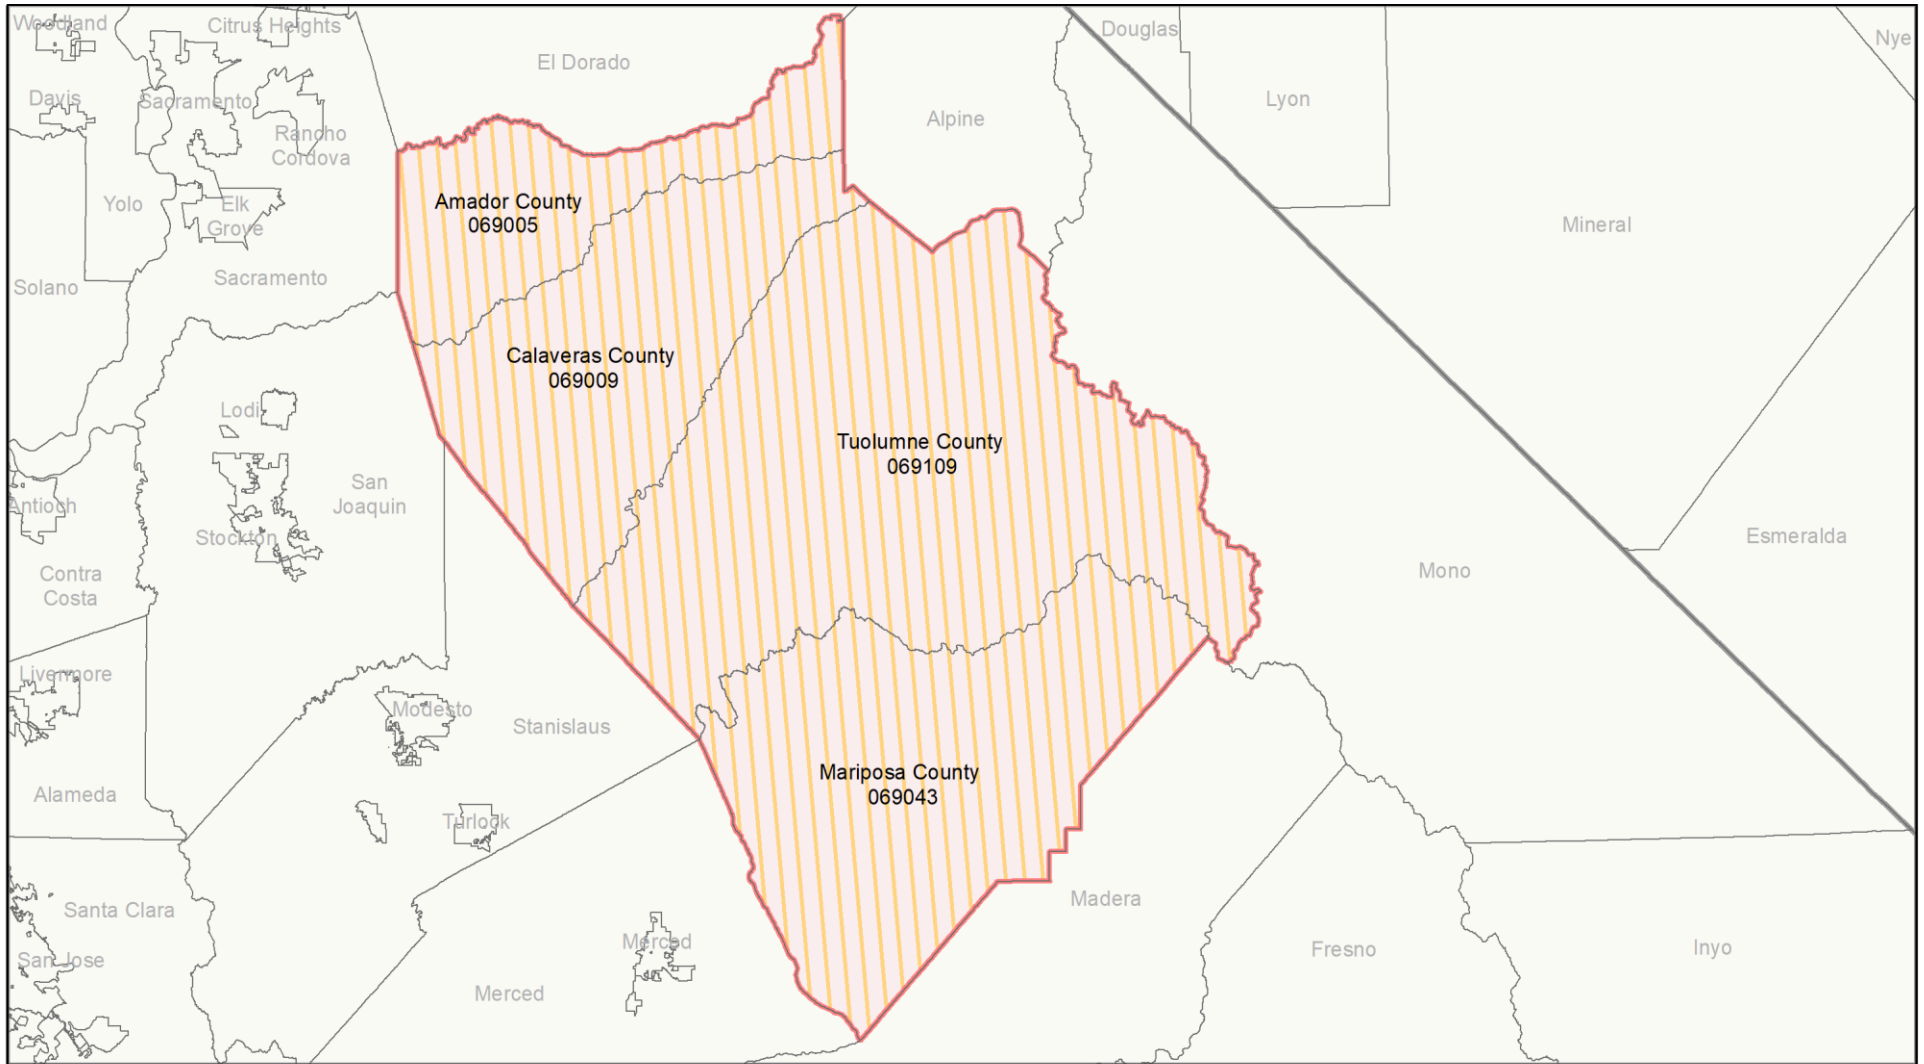 Woodland
Citrus Heights
Douglas
Nye
El Dorado
Davis
Sacramento
Lyon
Alpine
Rancho
Cordova
Amador County
069005
Yolo
Elk
Grove
Mineral
Sacramento
Solano
Calaveras County
069009
Lodi
Tuolumne County
069109
San
Joaquin
Antioch
Stockton
Esmeralda
Mono
Contra
Costa
Livermore
Modesto
Stanislaus
Mariposa County
069043
Alameda
Turlock
Madera
Santa Clara
Merced
Fresno
Inyo
San Jose
Merced